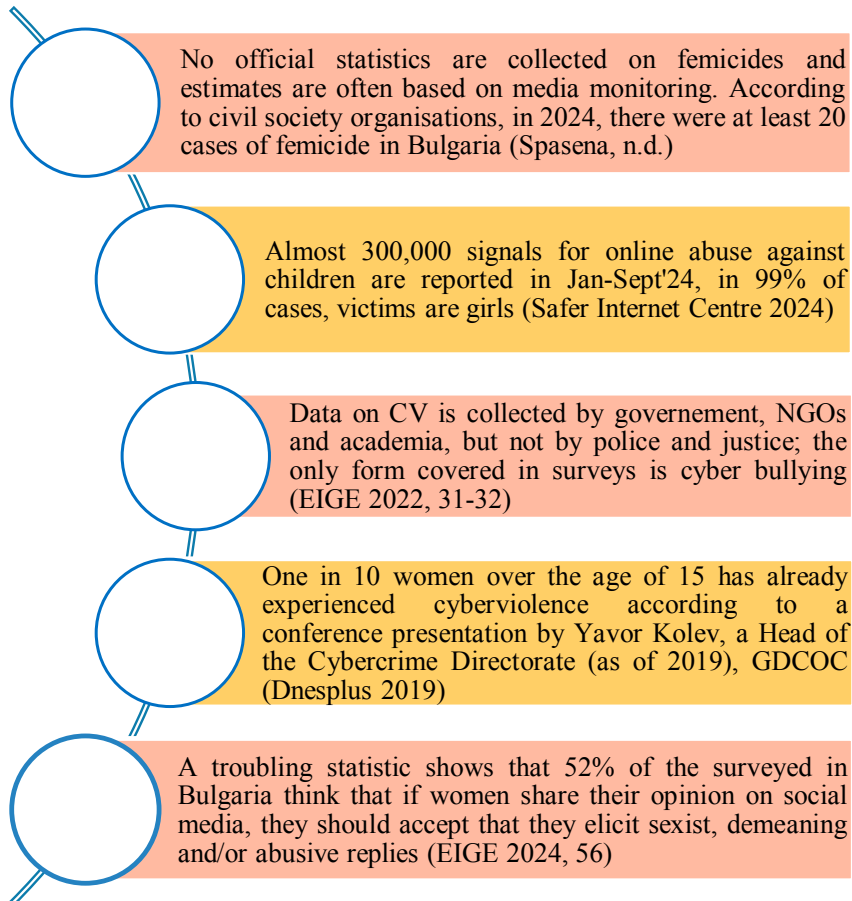 No official statistics are collected on femicides and
estimates are often based on media monitoring. According
to civil society organisations, in 2024, there were at least 20
cases of femicide in Bulgaria (Spasena, n.d.)
Almost 300,000 signals for online abuse against
children are reported in Jan-Sept'24, in 99% of
cases, victims are girls (Safer Internet Centre 2024)
Data on CV is collected by governement, NGOs
and academia, but not by police and justice; the
only form covered in surveys is cyber bullying
(EIGE 2022, 31-32)
One in 10 women over the age of 15 has already
experienced cyberviolence according to a
conference presentation by Yavor Kolev, a Head of
the Cybercrime Directorate (as of 2019), GDCOC
(Dnesplus 2019)
A troubling statistic shows that 52% of the surveyed in
Bulgaria think that if women share their opinion on social
media, they should accept that they elicit sexist, demeaning
and/or abusive replies (EIGE 2024, 56)